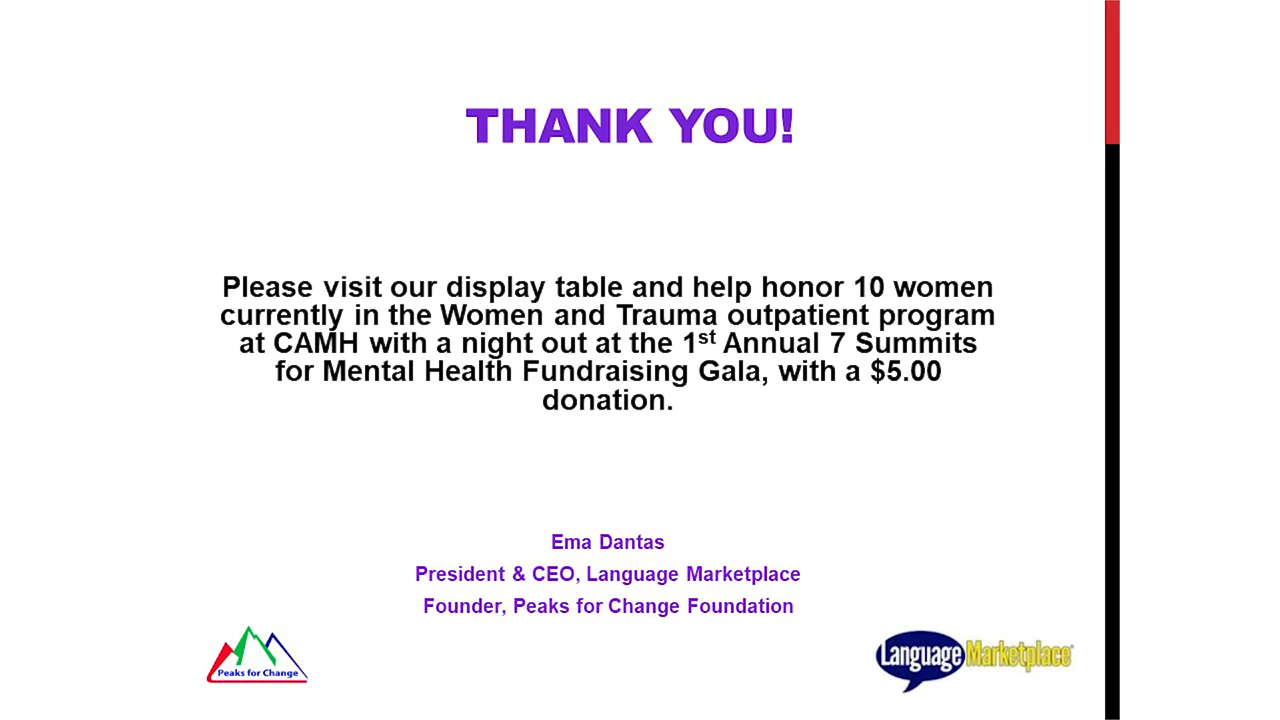 THANK YOU!
Please visit our display table and help honor 10 women
currently in the Women and Trauma outpatient program
at CAMH with a night out at the 1st Annual 7 Summits
for Mental Health Fundraising Gala, with a $5.00
donation.
Ema Dantas
President & CEO, Language Marketplace
Founder, Peaks for Change Foundation
Peaks for Change
Language Marketplace